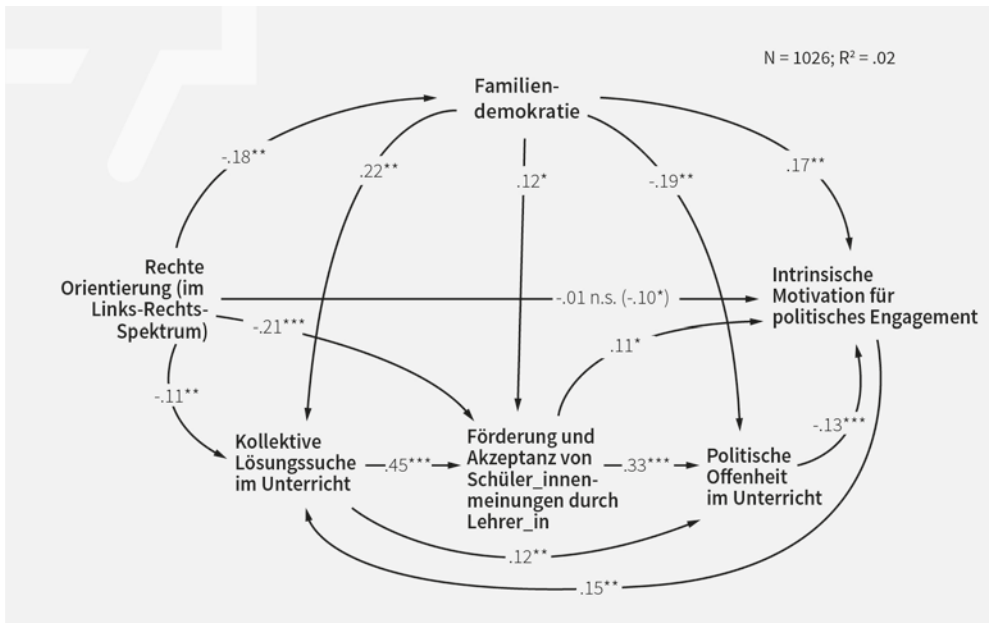 N = 1026; R² = .02
Familien-
demokratie
-.18**
.22**
.12*
-.19**
.17**
Rechte
Orientierung (im
Links-Rechts-
Spektrum)
-.01 n.s. (-.10*)
Intrinsische
Motivation für
politisches Engagement
-.21***
.11*
-.11**
-.13***
Kollektive
Lösungssuche
im Unterricht
.45***
Förderung und
Akzeptanz von
Schüler_innen-
meinungen durch
Lehrer_in
.33***
Politische
Offenheit
im Unterricht
.12**
.15**